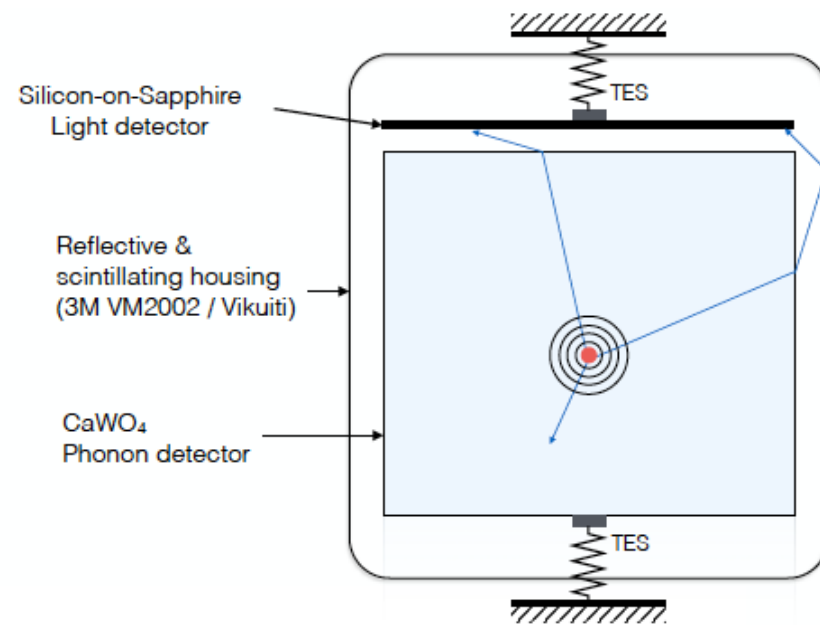 TES
Silicon-on-Sapphire
Light detector
Reflective &
scintillating housing
(3M VM2002 / Vikuiti)
CaWO₄
Phonon detector
TES